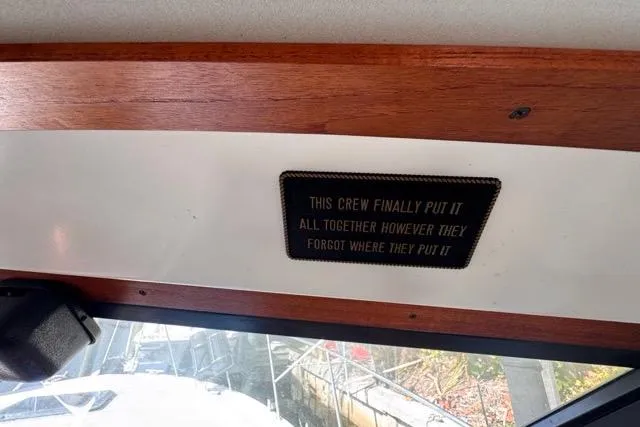 THIS CREW FINALLY PUT IT
ALL TOGETHER HOWEVER THEY
FORGOT WHERE THEY PUT IT